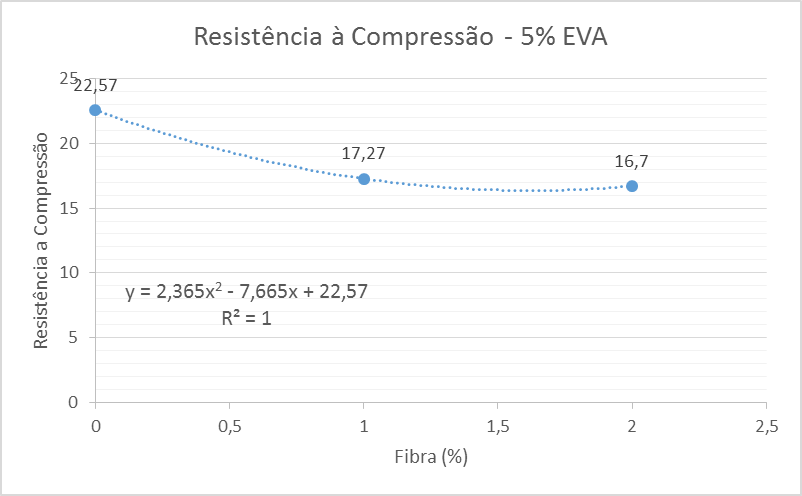 Resistência à Compressão - 5% EVA
25
22,57
20
17,27
16,7
15
10
y = 2,365x² - 7,665x + 22,57
R² = 1
5
0
0 0,5 1 1,5 2 2,5
Resistência a Compressão
Fibra (%)